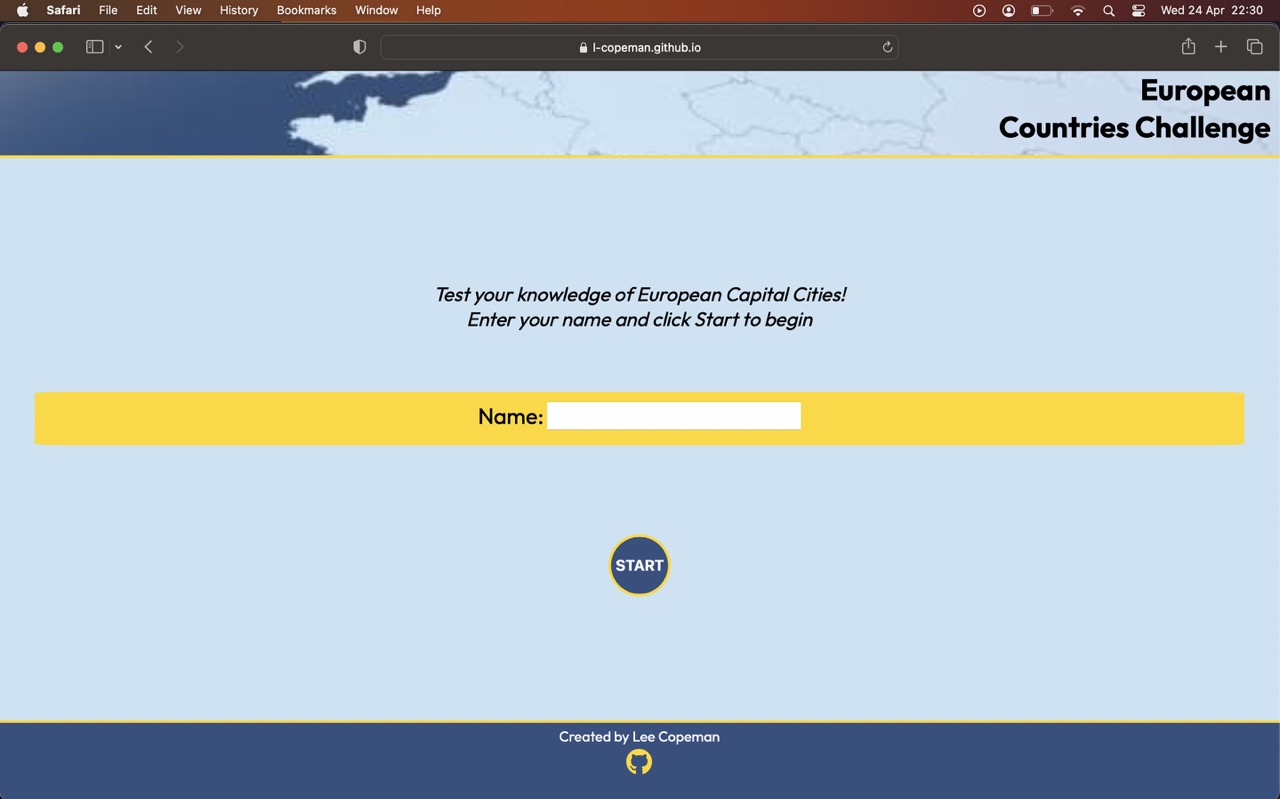 Safari File Edit View History Bookmarks Window Help Wed 24 Apr 22:30
l-copeman.github.io
European
Countries Challenge
Test your knowledge of European Capital Cities!
Enter your name and click Start to begin
Name:
START
Created by Lee Copeman